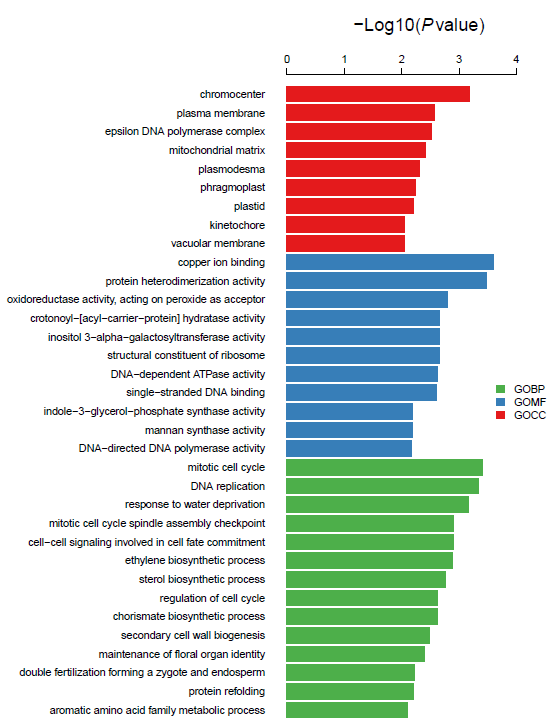 −Log10(P value)
0 1 2 3 4
chromocenter
plasma membrane
epsilon DNA polymerase complex
mitochondrial matrix
plasmodesma
phragmoplast
plastid
kinetochore
vacuolar membrane
copper ion binding
protein heterodimerization activity
oxidoreductase activity, acting on peroxide as acceptor
crotonoyl−[acyl−carrier−protein] hydratase activity
inositol 3−alpha−galactosyltransferase activity
structural constituent of ribosome
DNA−dependent ATPase activity
single−stranded DNA binding
indole−3−glycerol−phosphate synthase activity
mannan synthase activity
DNA−directed DNA polymerase activity
mitotic cell cycle
DNA replication
response to water deprivation
mitotic cell cycle spindle assembly checkpoint
cell−cell signaling involved in cell fate commitment
ethylene biosynthetic process
sterol biosynthetic process
regulation of cell cycle
chorismate biosynthetic process
secondary cell wall biogenesis
maintenance of floral organ identity
double fertilization forming a zygote and endosperm
protein refolding
aromatic amino acid family metabolic process
GOBP
GOMF
GOCC